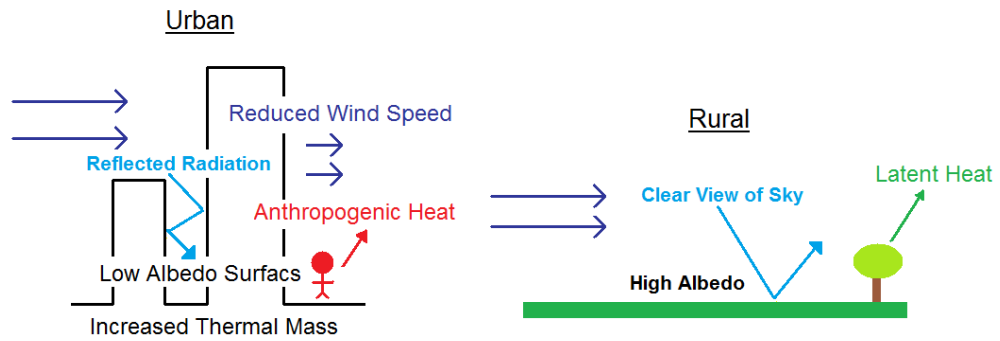 Urban
Reduced Wind Speed
Reflected Radiation
Anthropogenic Heat
Low Albedo Surfacs
Increased Thermal Mass
Rural
Clear View of Sky
Latent Heat
High Albedo